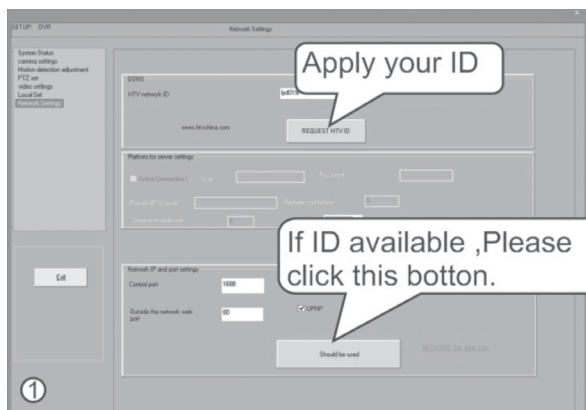 SETUP DVR
Network Settings
System Status
camera settings
Motion detection adjustment
PTZ set
video settings
Local Set
Network Settings
Apply your ID
DDNS
HTV network ID
www.htvchina.com
REQUEST HTV ID
Platform for server settings
If ID available ,Please
click this botton.
Exit
Network IP and port settings
Control port
1600
Outside the network web
port
80
UPNP
Should be used
1